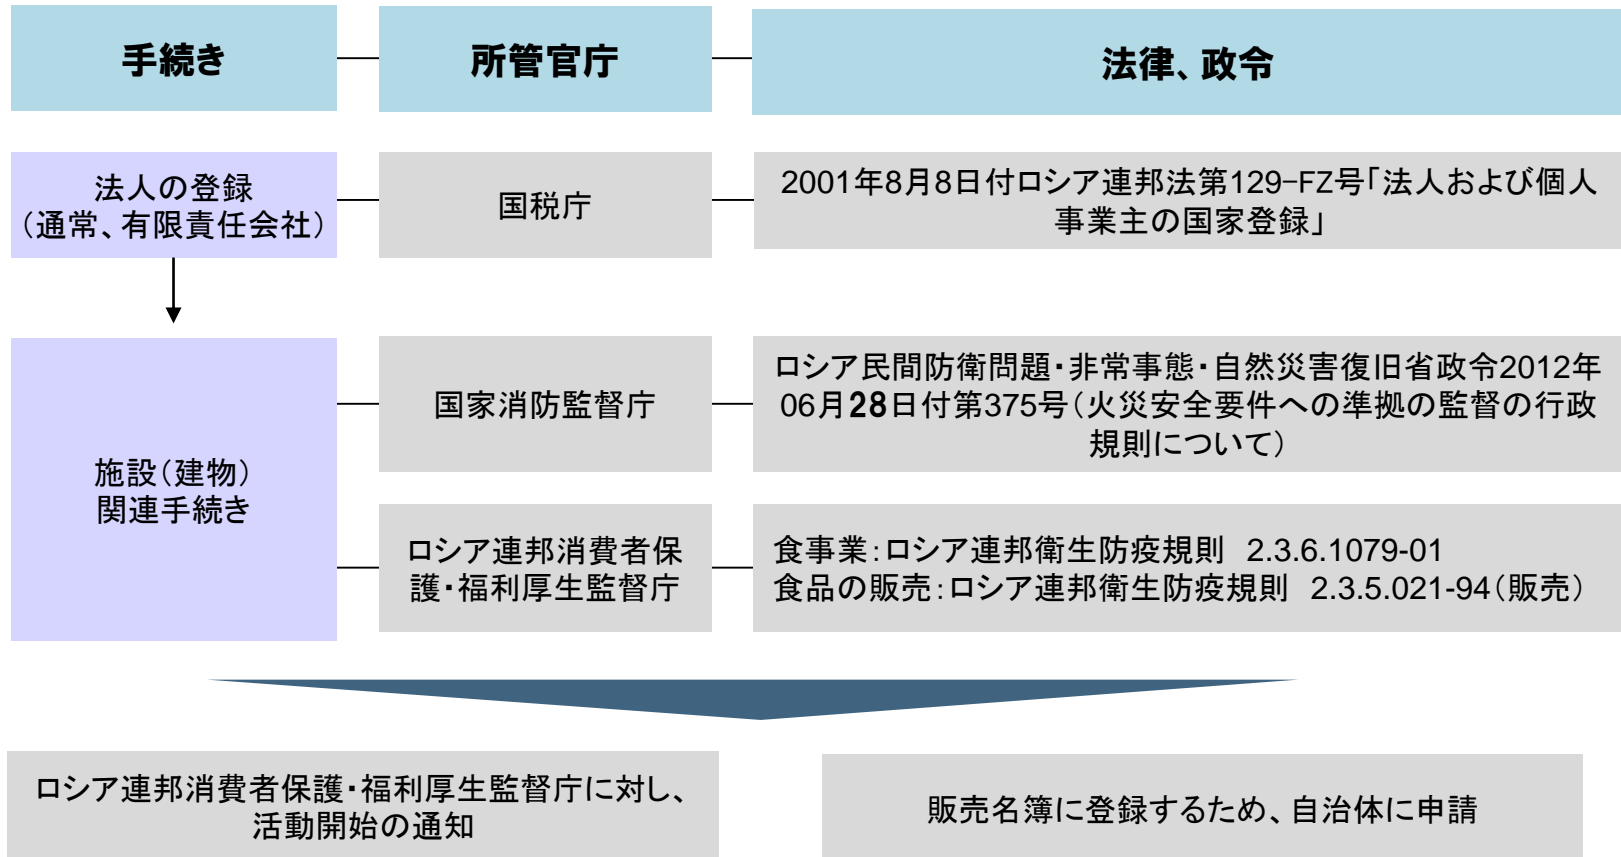 手続き
所管官庁
法律、政令
法人の登録
（通常、有限責任会社）
国税庁
2001年8月8日付ロシア連邦法第129-FZ号「法人および個人
事業主の国家登録」
施設（建物）
関連手続き
国家消防監督庁
ロシア民間防衛問題・非常事態・自然災害復旧省政令2012年
06月28日付第375号（火災安全要件への準拠の監督の行政
規則について）
ロシア連邦消費者保
護・福利厚生監督庁
食事業：ロシア連邦衛生防疫規則　2.3.6.1079-01
食品の販売：ロシア連邦衛生防疫規則　2.3.5.021-94（販売）
ロシア連邦消費者保護・福利厚生監督庁に対し、
活動開始の通知
販売名簿に登録するため、自治体に申請